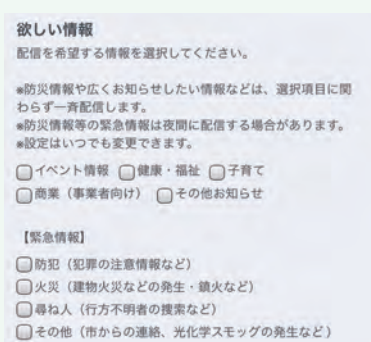 欲しい情報
配信を希望する情報を選択してください。
※防災情報や広くお知らせしたい情報などは、選択項目に関
わらず一斉配信します。
※防災情報等の緊急情報は夜間に配信する場合があります。
※設定はいつでも変更できます。
イベント情報 健康・福祉 子育て
商業（事業者向け） その他お知らせ
【緊急情報】
防犯（犯罪の注意情報など）
火災（建物火災などの発生・鎮火など）
尋ね人（行方不明者の捜索など）
その他（市からの連絡、光化学スモッグの発生など）